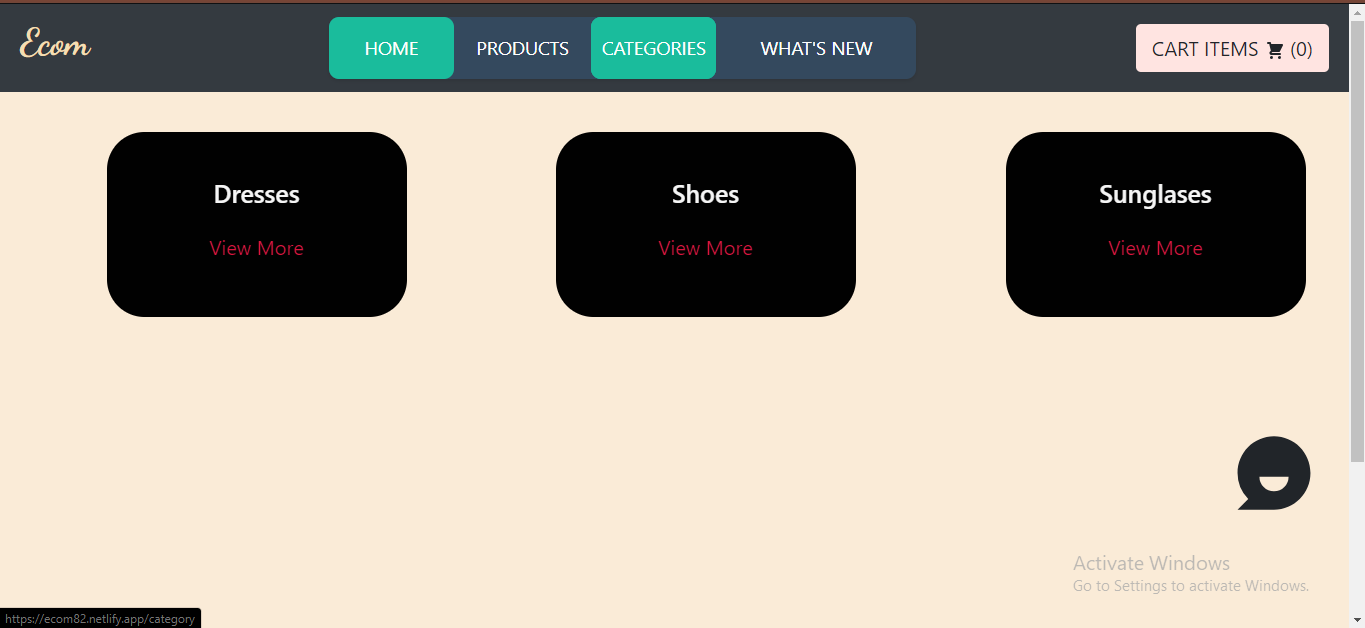 Ecom
HOME PRODUCTS CATEGORIES WHAT'S NEW
CART ITEMS (0)
Dresses
View More
Shoes
View More
Sunglases
View More
Activate Windows
Go to Settings to activate Windows.
https://ecom82.netlify.app/category